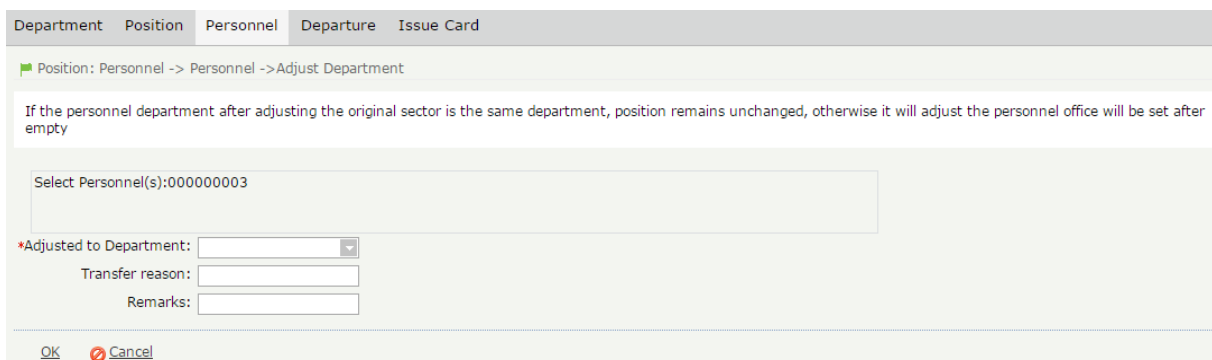 Department Position Personnel Departure Issue Card
Position: Personnel -> Personnel ->Adjust Department
If the personnel department after adjusting the original sector is the same department, position remains unchanged, otherwise it will adjust the personnel office will be set after
empty
Select Personnel(s):000000003
*Adjusted to Department:
Transfer reason:
Remarks:
OK Cancel